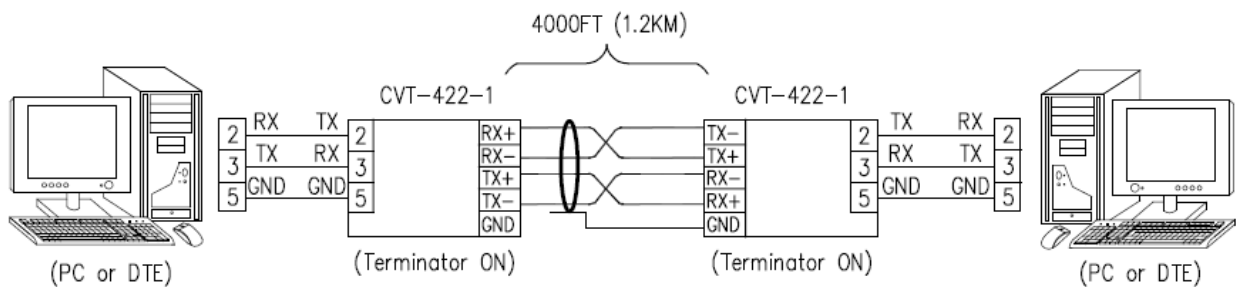 4000FT (1.2KM)
CVT-422-1
CVT-422-1
2 RX TX 2
3 TX RX 3
5 GND GND 5
RX+
RX-
TX+
TX-
GND
TX-
TX+
RX-
RX+
GND
2 TX RX 2
3 RX TX 3
5 GND GND 5
(PC or DTE)
(Terminator ON)
(Terminator ON)
(PC or DTE)